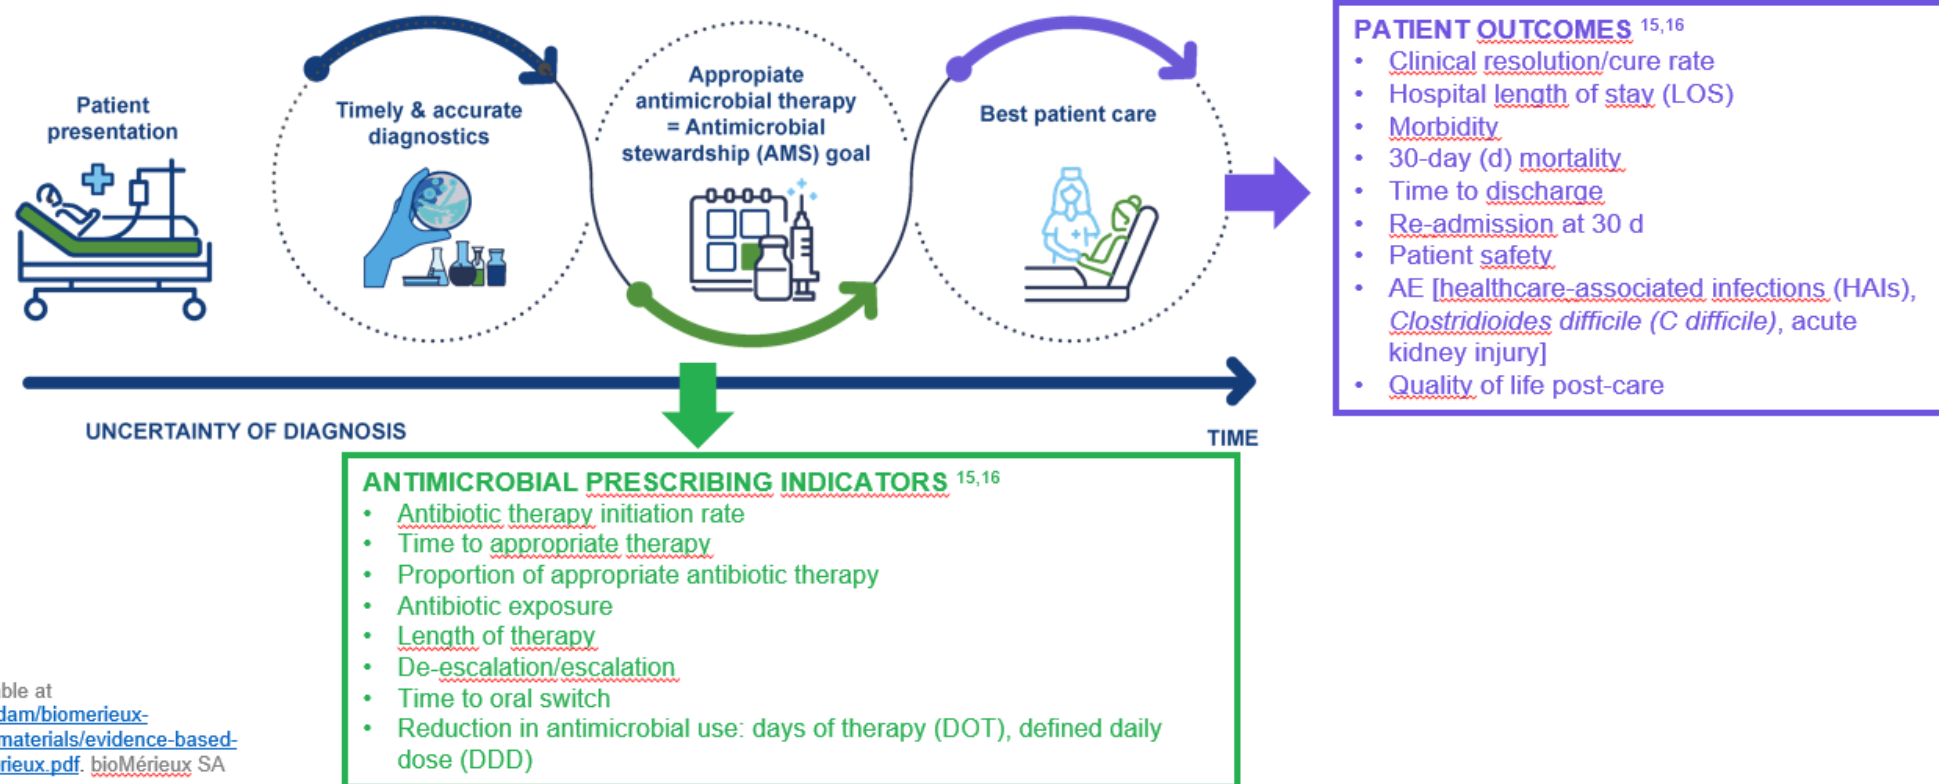 Patient
presentation
Timely & accurate
diagnostics
Appropiate
antimicrobial therapy
= Antimicrobial
stewardship (AMS) goal
Best patient care
UNCERTAINTY OF DIAGNOSIS
TIME
PATIENT OUTCOMES 15,16
• Clinical resolution/cure rate
• Hospital length of stay (LOS)
• Morbidity
• 30-day (d) mortality
• Time to discharge
• Re-admission at 30 d
• Patient safety
• AE [healthcare-associated infections (HAIs),
Clostridioides difficile (C difficile), acute
kidney injury]
• Quality of life post-care
ANTIMICROBIAL PRESCRIBING INDICATORS 15,16
• Antibiotic therapy initiation rate
• Time to appropriate therapy
• Proportion of appropriate antibiotic therapy
• Antibiotic exposure
• Length of therapy
• De-escalation/escalation
• Time to oral switch
• Reduction in antimicrobial use: days of therapy (DOT), defined daily
dose (DDD)
ble at
dam/biomerieux-
materials/evidence-based-
rieux.pdf. bioMérieux SA